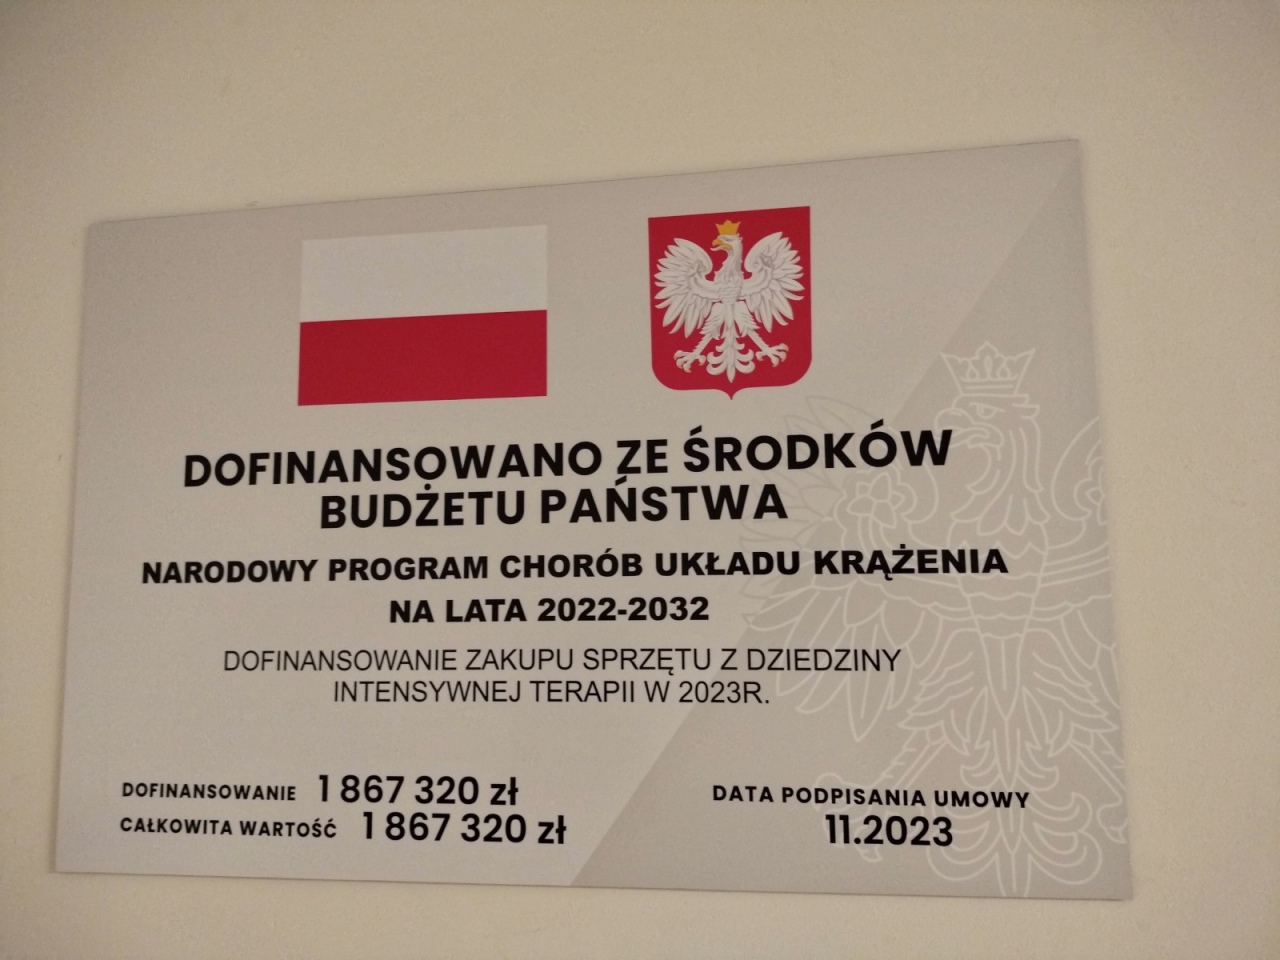 DOFINANSOWANO ZE ŚRODKÓW
BUDŻETU PAŃSTWA
NARODOWY PROGRAM CHORÓB UKŁADU KRĄŻENIA
NA LATA 2022-2032
DOFINANSOWANIE ZAKUPU SPRZĘTU Z DZIEDZINY
INTENSYWNEJ TERAPII W 2023R.
DOFINANSOWANIE 1 867 320 zł
CAŁKOWITA WARTOŚĆ 1 867 320 zł
DATA PODPISANIA UMOWY
11.2023